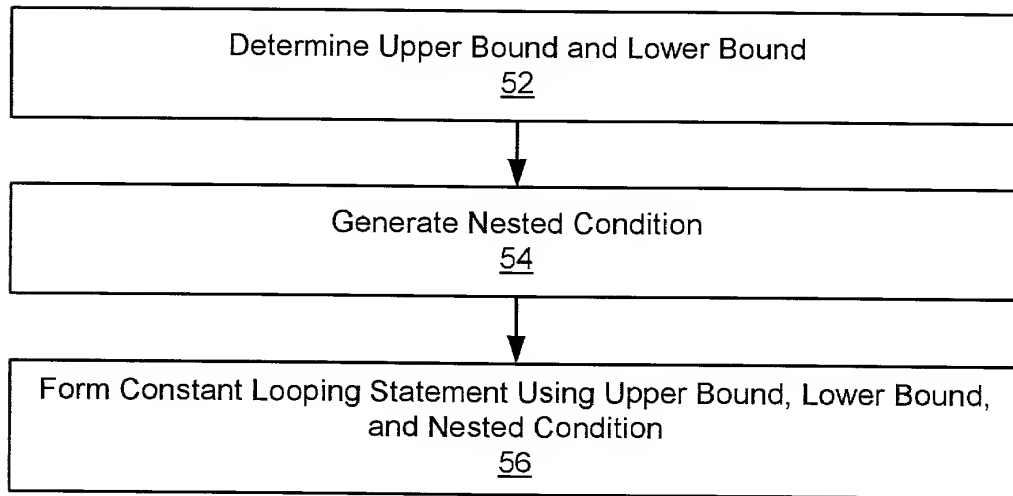 Determine Upper Bound and Lower Bound
52
Generate Nested Condition
54
Form Constant Looping Statement Using Upper Bound, Lower Bound,
and Nested Condition
56